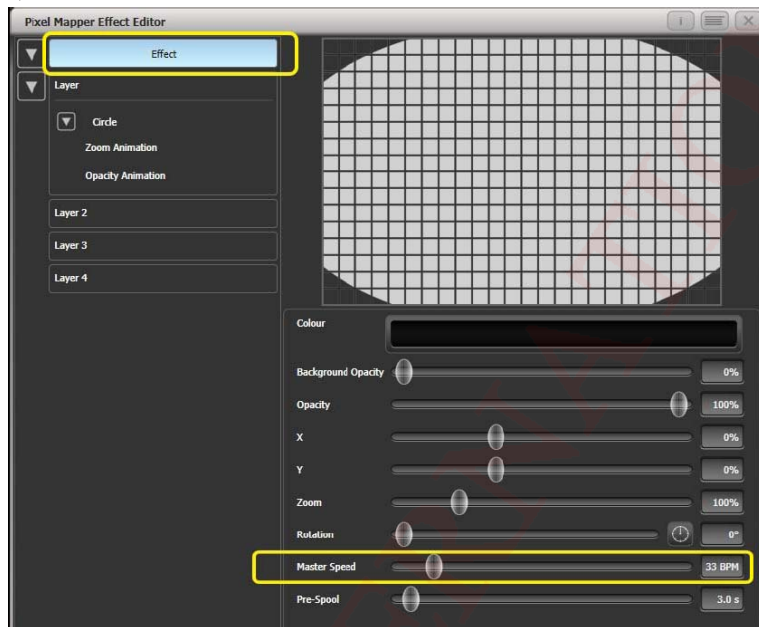 Pixel Mapper Effect Editor
Effect
Layer
Circle
Zoom Animation
Opacity Animation
Layer 2
Layer 3
Layer 4
Colour
Background Opacity 0%
Opacity 100%
X 0%
Y 0%
Zoom 100%
Rotation 0°
Master Speed 33 BPM
Pre-Spool 3.0 s